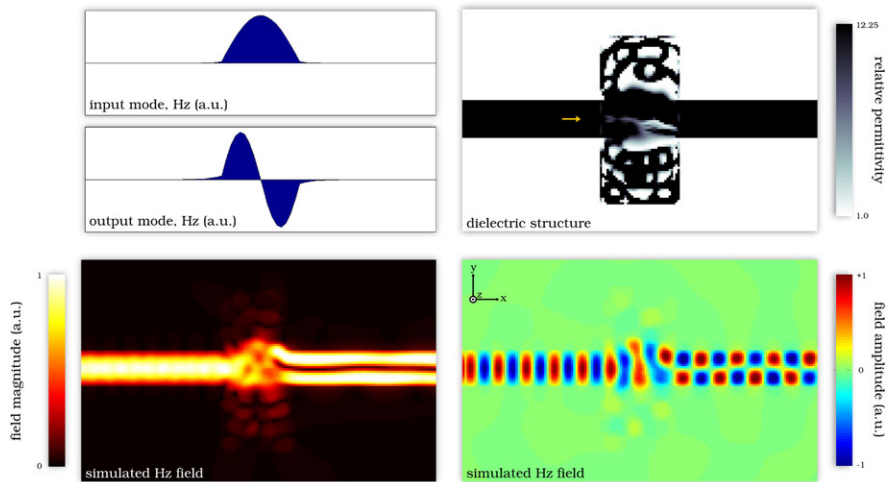 input mode, Hz (a.u.)
output mode, Hz (a.u.)
dielectric structure
12.25
relative permittivity
1.0
field magnitude (a.u.)
1
0
simulated Hz field
y
z
x
simulated Hz field
+1
0
-1
field amplitude (a.u.)